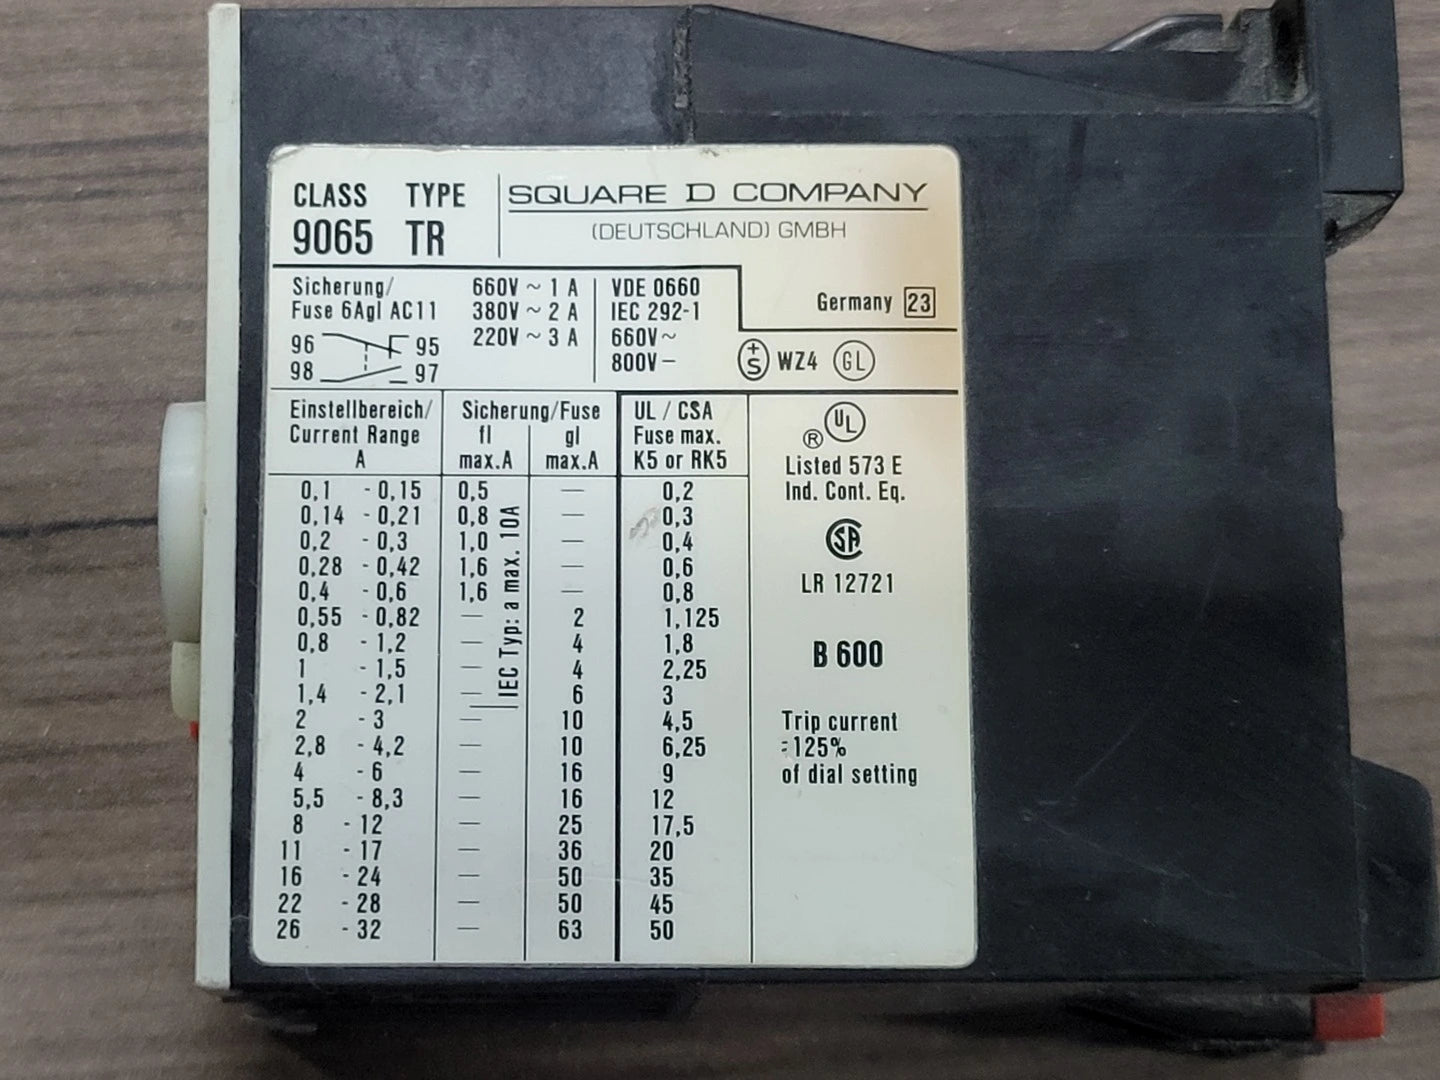 CLASS TYPE SQUARE D COMPANY
9065 TR (DEUTSCHLAND) GMBH
Sicherung/ 660V ~ 1 A VDE 0660
Fuse 6Agl AC11 380V ~ 2 A IEC 292-1 Germany 23
220V ~ 3 A 660V~
96 95 800V– +S WZ4 GL
98 97
Einstellbereich/ Sicherung/Fuse UL / CSA UL
Current Range fl gl Fuse max. ®
A max.A max.A K5 or RK5 Listed 573 E
0,1 - 0,15 0,5 — 0,2 Ind. Cont. Eq.
0,14 - 0,21 0,8 — 0,3
0,2 - 0,3 1,0 — 0,4 CSA
0,28 - 0,42 1,6 — 0,6 LR 12721
0,4 - 0,6 1,6 — 0,8
0,55 - 0,82 — 2 1,125
0,8 - 1,2 — 4 1,8 B 600
1 - 1,5 — 4 2,25
1,4 - 2,1 — 6 3
2 - 3 — 10 4,5 Trip current
2,8 - 4,2 — 10 6,25 ≈125%
4 - 6 — 16 9 of dial setting
5,5 - 8,3 — 16 12
8 - 12 — 25 17,5
11 - 17 — 36 20
16 - 24 — 50 35
22 - 28 — 50 45
26 - 32 — 63 50
IEC Typ: a max. 10A